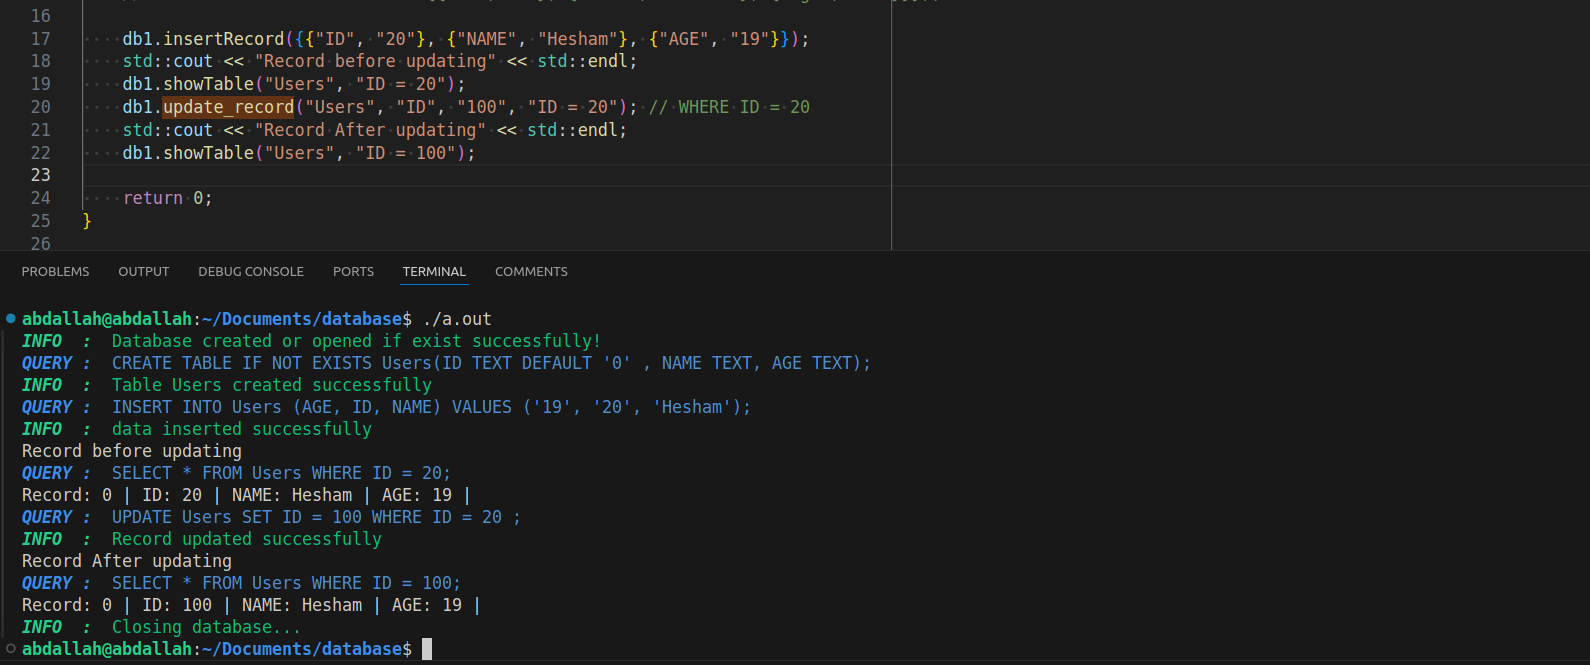 16
17 db1.insertRecord({{"ID", "20"}, {"NAME", "Hesham"}, {"AGE", "19"}});
18 std::cout << "Record before updating" << std::endl;
19 db1.showTable("Users", "ID = 20");
20 db1.update_record("Users", "ID", "100", "ID = 20"); // WHERE ID = 20
21 std::cout << "Record After updating" << std::endl;
22 db1.showTable("Users", "ID = 100");
23
24 return 0;
25 }
26
PROBLEMS OUTPUT DEBUG CONSOLE PORTS TERMINAL COMMENTS
abdallah@abdallah:~/Documents/database$ ./a.out
INFO : Database created or opened if exist successfully!
QUERY : CREATE TABLE IF NOT EXISTS Users(ID TEXT DEFAULT '0' , NAME TEXT, AGE TEXT);
INFO : Table Users created successfully
QUERY : INSERT INTO Users (AGE, ID, NAME) VALUES ('19', '20', 'Hesham');
INFO : data inserted successfully
Record before updating
QUERY : SELECT * FROM Users WHERE ID = 20;
Record: 0 | ID: 20 | NAME: Hesham | AGE: 19 |
QUERY : UPDATE Users SET ID = 100 WHERE ID = 20 ;
INFO : Record updated successfully
Record After updating
QUERY : SELECT * FROM Users WHERE ID = 100;
Record: 0 | ID: 100 | NAME: Hesham | AGE: 19 |
INFO : Closing database...
abdallah@abdallah:~/Documents/database$